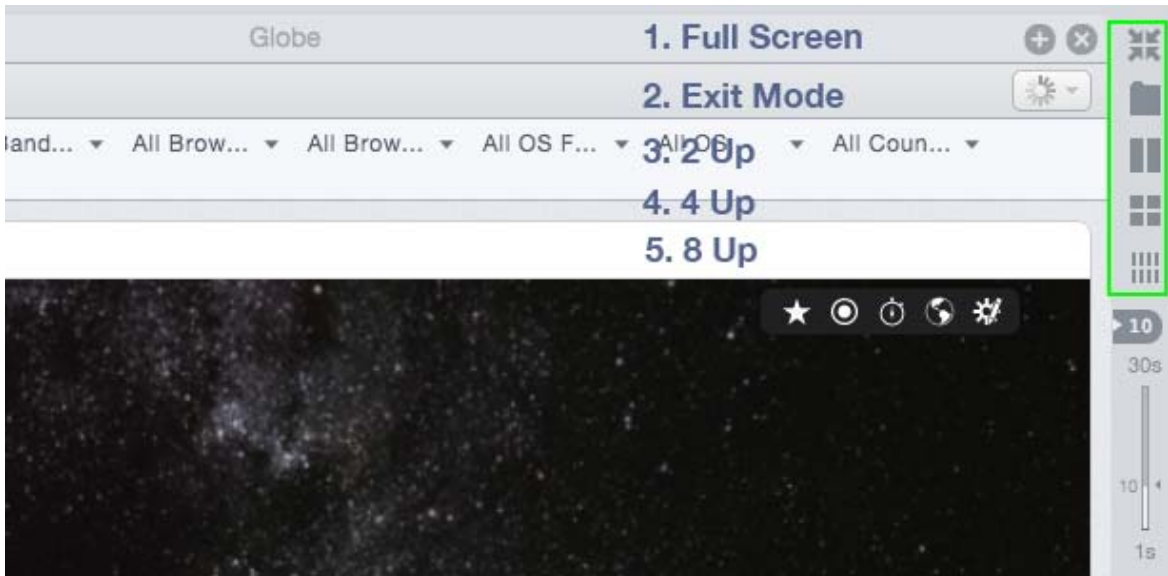 Globe
1. Full Screen
2. Exit Mode
and... All Brow... All Brow... All OS F... All OS All Coun...
3. 2 Up
4. 4 Up
5. 8 Up
10
30s
10
1s